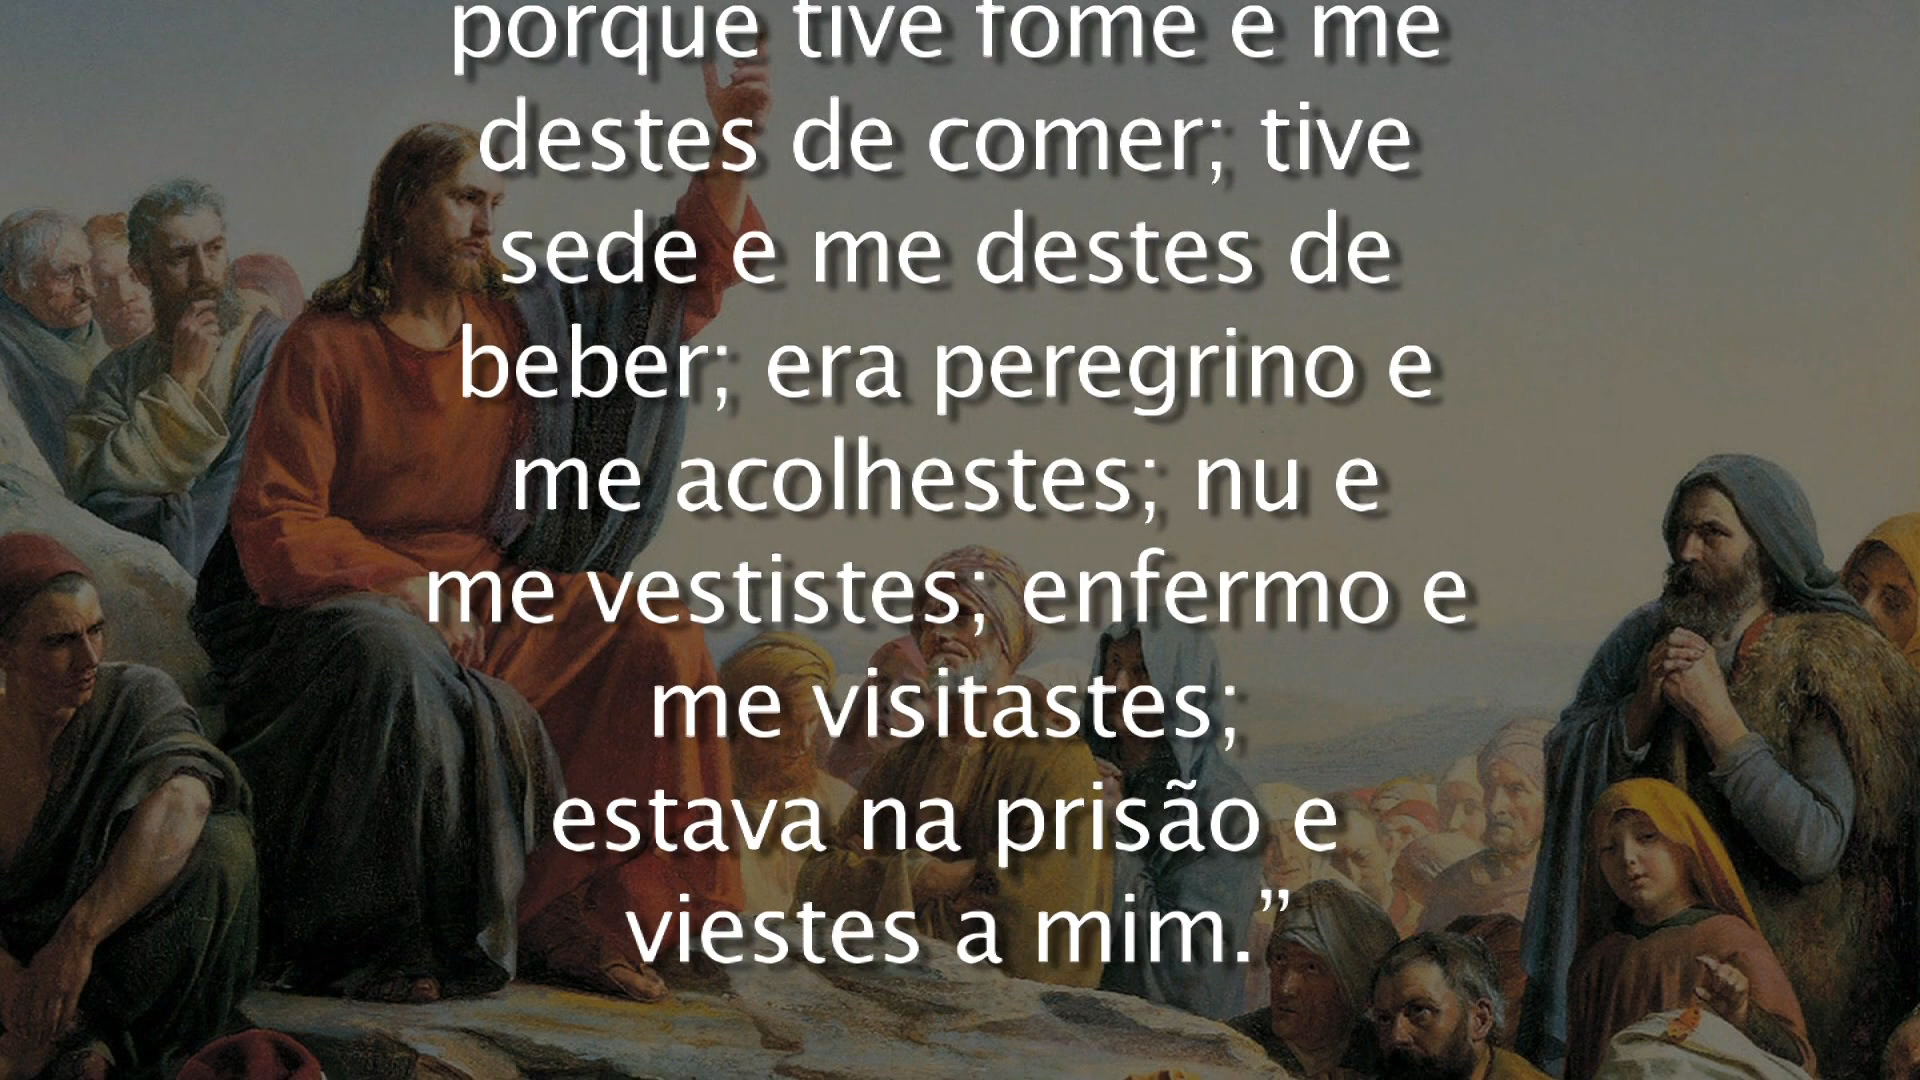 porque tive fome e me
destes de comer; tive
sede e me destes de
beber; era peregrino e
me acolhestes; nu e
me vestistes; enfermo e
me visitastes;
estava na prisão e
viestes a mim.”